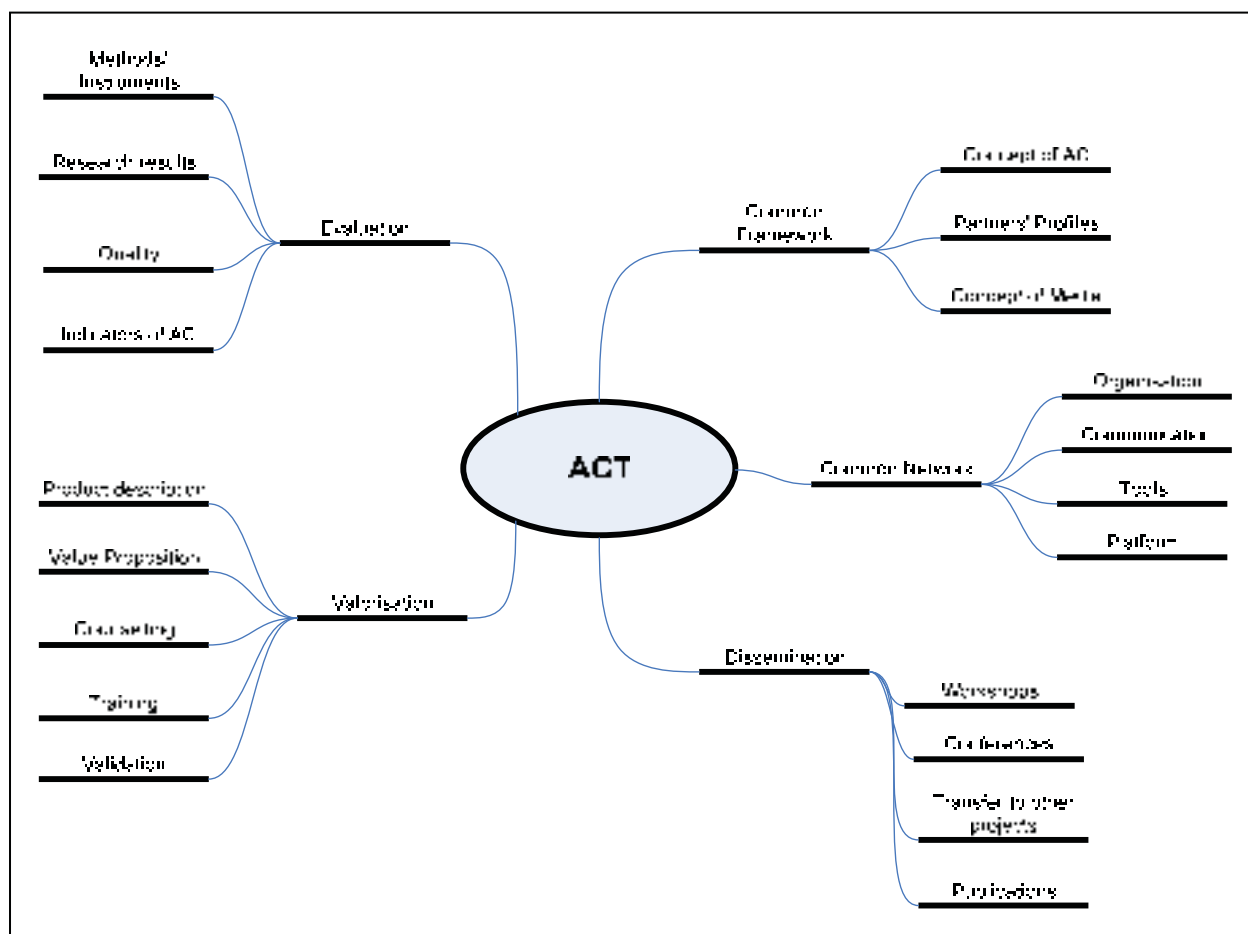 Methods/
Instruments
Research results
Evaluation
Quality
Indicators of AC
Concept of AC
Common
Framework
Partners' Profiles
Concept of Media
ACT
Organisation
Communication
Common Network
Tools
Platform
Product description
Value Proposition
Valorisation
Counselling
Training
Validation
Dissemination
Workshops
Conferences
Transfer to other
projects
Publications